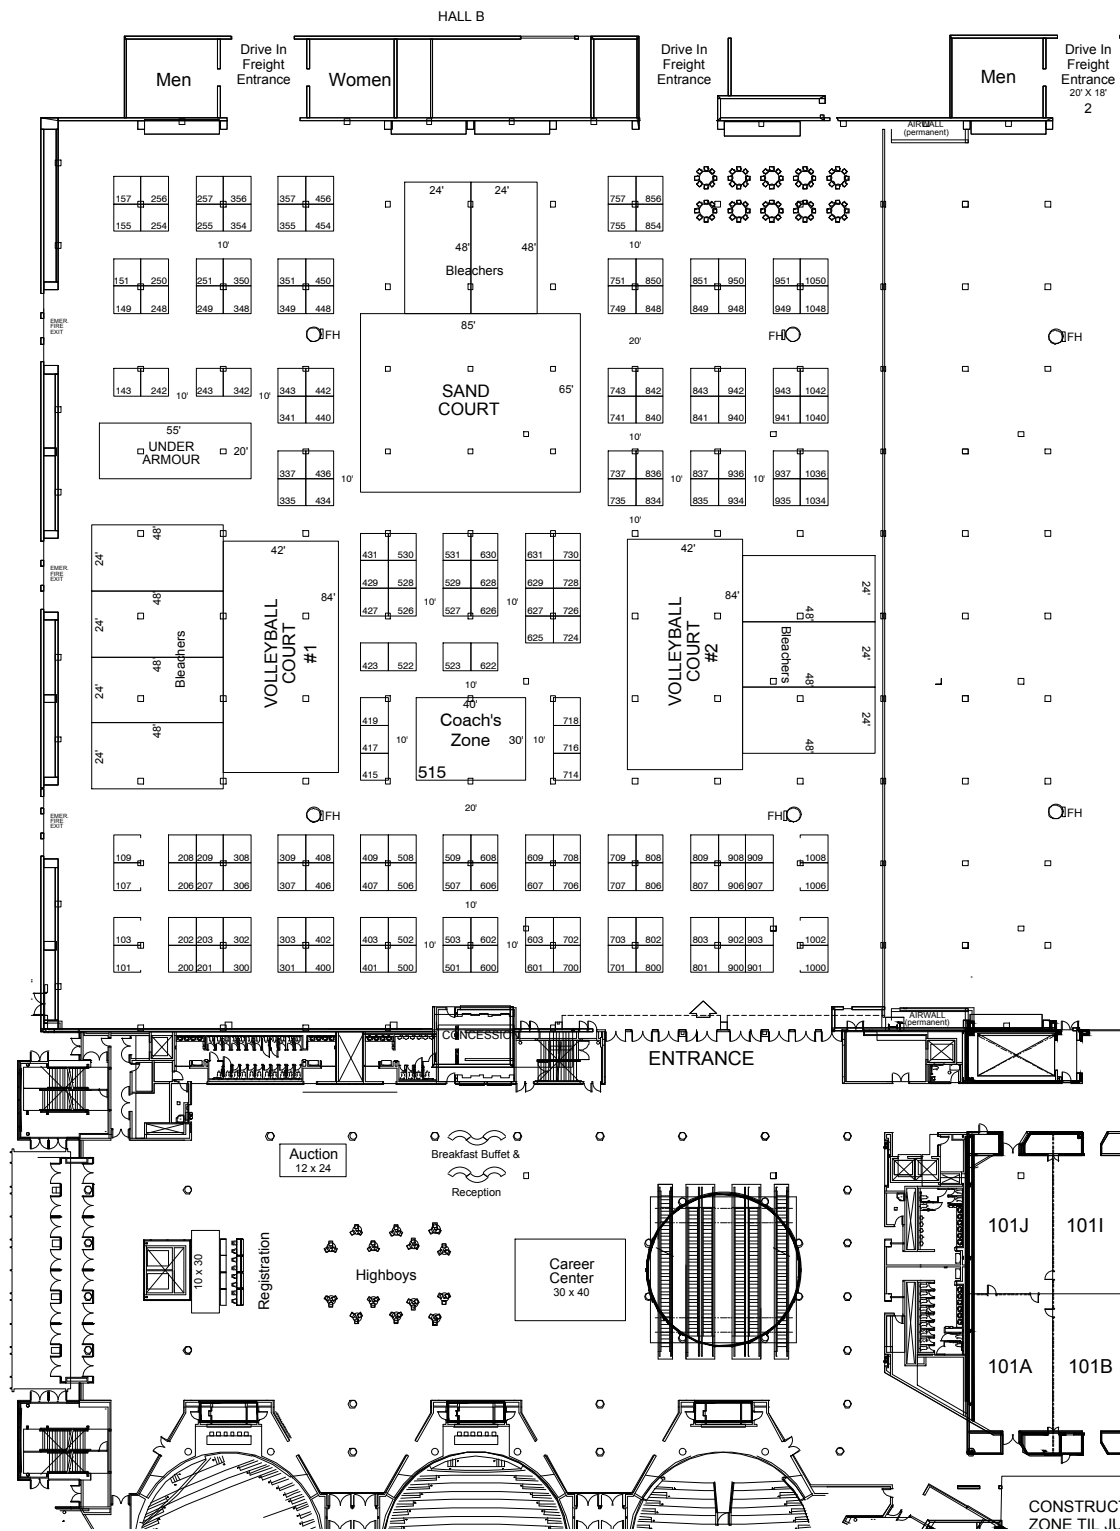 HALL B
Men
Drive In
Freight
Entrance
Women
Drive In
Freight
Entrance
Men
Drive In
Freight
Entrance
20' X 18'
2
AIRWALL
(permanent)
157 256 257 356 357 456 757 856
155 254 255 354 355 454 755 854
24' 24'
10' 10'
48' 48'
Bleachers
151 250 251 350 351 450 751 850 851 950 951 1050
149 248 249 348 349 448 749 848 849 948 949 1048
EMER.
FIRE
EXIT
FH
85'
FH
FH
20'
143 242 243 342 343 442 743 842 843 942 943 1042
10' 10'
65'
SAND
COURT
341 440 741 840 841 940 941 1040
55'
UNDER
ARMOUR
20'
10'
337 436 737 836 837 936 937 1036
10' 10' 10'
335 434 735 834 835 934 935 1034
10'
48' 24'
48' 24'
48' 24'
48' 24'
Bleachers
42'
84'
VOLLEYBALL
COURT
#1
431 530 531 630 631 730
429 528 529 628 629 728
10' 10'
427 526 527 626 627 726
625 724
423 522 523 622
10'
42'
84'
VOLLEYBALL
COURT
#2
24' 48'
24' 48'
24' 48'
Bleachers
EMER.
FIRE
EXIT
419 718
417 716
415 714
10' 10'
40'
Coach's
Zone
30'
515
20'
EMER.
FIRE
EXIT
FH
FH
FH
109 208 209 308 309 408 409 508 509 608 609 708 709 808 809 908 909 1008
107 206 207 306 307 406 407 506 507 606 607 706 707 806 807 906 907 1006
10'
103 202 203 302 303 402 403 502 503 602 603 702 703 802 803 902 903 1002
10' 10'
101 200 201 300 301 400 401 500 501 600 601 700 701 800 801 900 901 1000
CONCESSION
ENTRANCE
AIRWALL
(permanent)
Auction
12 x 24
Breakfast Buffet &
Reception
10 x 30
Registration
Highboys
Career
Center
30 x 40
101J
101I
101A
101B
CONSTRUCT
ZONE TIL JU